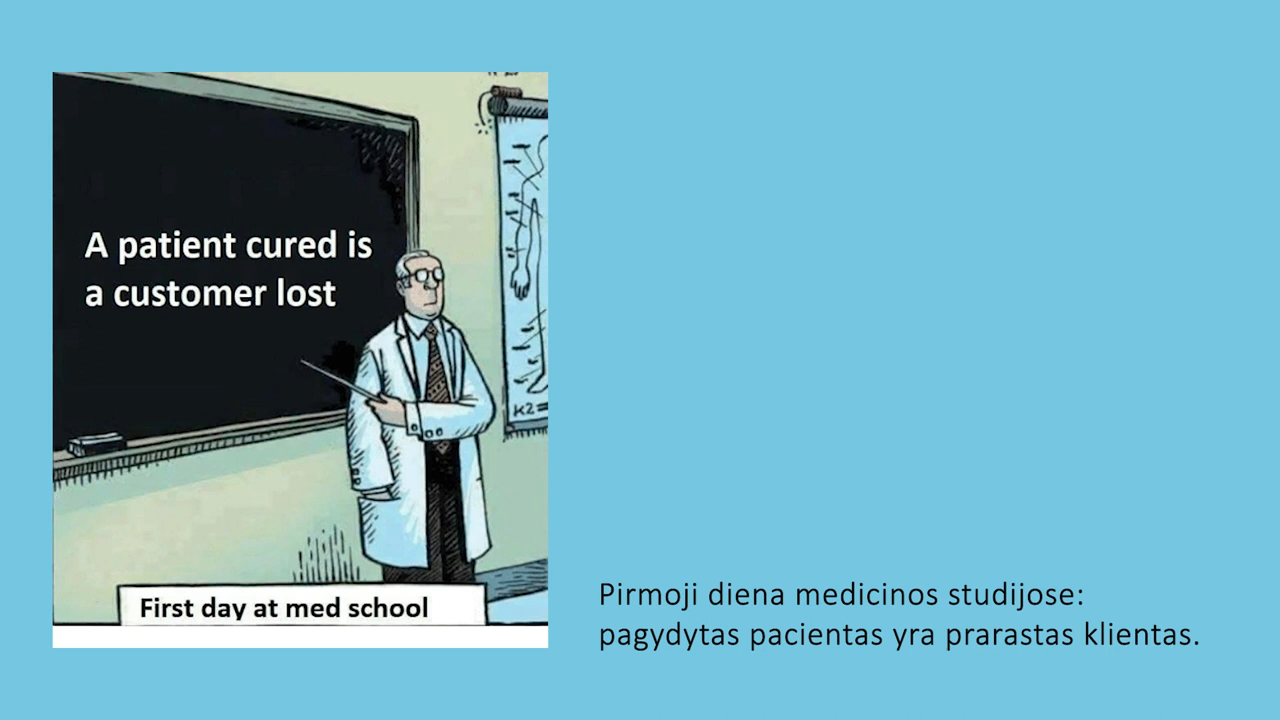 A patient cured is
a customer lost
K2=
First day at med school
Pirmoji diena medicinos studijose:
pagydytas pacientas yra prarastas klientas.